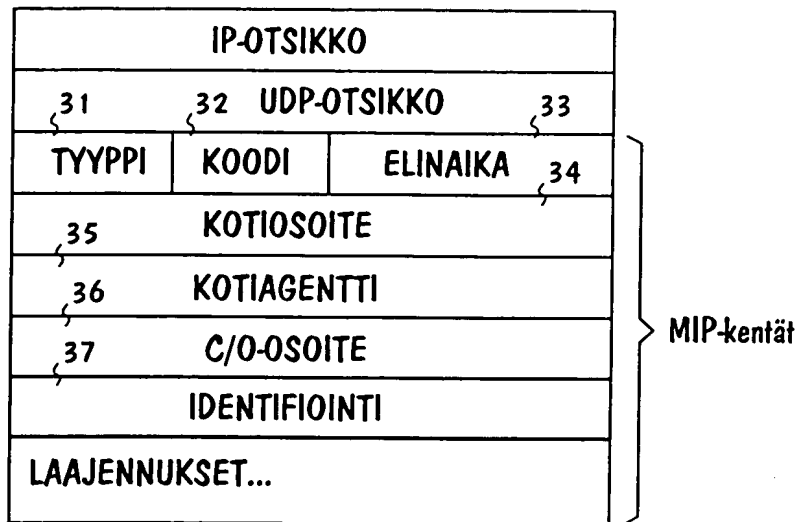 IP-OTSIKKO
31 32 UDP-OTSIKKO 33
TYYPPI KOODI ELINAIKA 34
35 KOTIOSOITE
36 KOTIAGENTTI
37 C/O-OSOITE
IDENTIFIOINTI
LAAJENNUKSET...
MIP-kentät